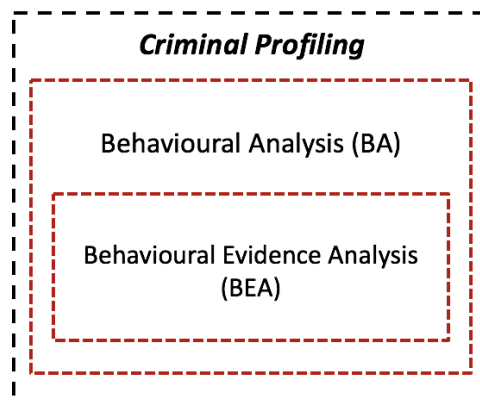 Criminal Profiling
Behavioural Analysis (BA)
Behavioural Evidence Analysis
(BEA)